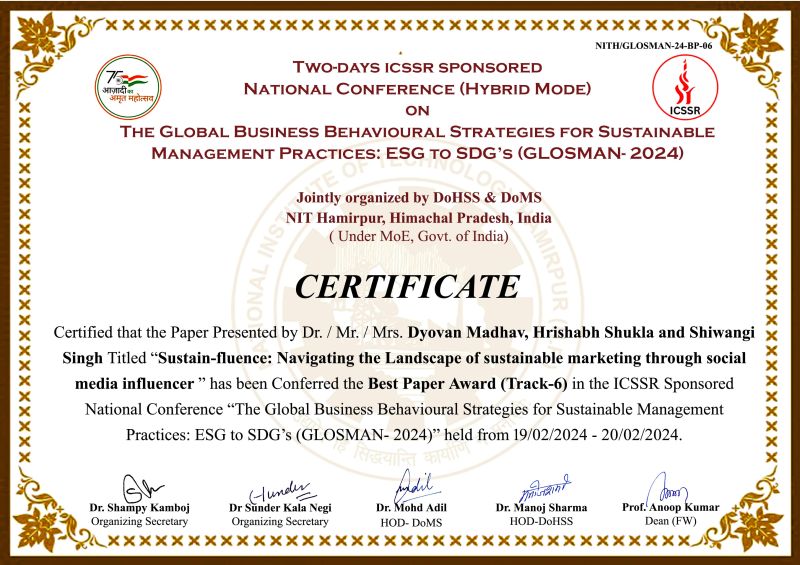 NITH/GLOSMAN-24-BP-06
75
आज़ादी का
अमृत महोत्सव
ICSSR
TWO-DAYS ICSSR SPONSORED
NATIONAL CONFERENCE (HYBRID MODE)
ON
THE GLOBAL BUSINESS BEHAVIOURAL STRATEGIES FOR SUSTAINABLE
MANAGEMENT PRACTICES: ESG TO SDG'S (GLOSMAN- 2024)
Jointly organized by DoHSS & DoMS
NIT Hamirpur, Himachal Pradesh, India
( Under MoE, Govt. of India)
CERTIFICATE
Certified that the Paper Presented by Dr. / Mr. / Mrs. Dyovan Madhav, Hrishabh Shukla and Shiwangi
Singh Titled “Sustain-fluence: Navigating the Landscape of sustainable marketing through social
media influencer ” has been Conferred the Best Paper Award (Track-6) in the ICSSR Sponsored
National Conference “The Global Business Behavioural Strategies for Sustainable Management
Practices: ESG to SDG’s (GLOSMAN- 2024)” held from 19/02/2024 - 20/02/2024.
Dr. Shampy Kamboj
Organizing Secretary
Dr Sunder Kala Negi
Organizing Secretary
Dr. Mohd Adil
HOD- DoMS
Dr. Manoj Sharma
HOD-DoHSS
Prof. Anoop Kumar
Dean (FW)